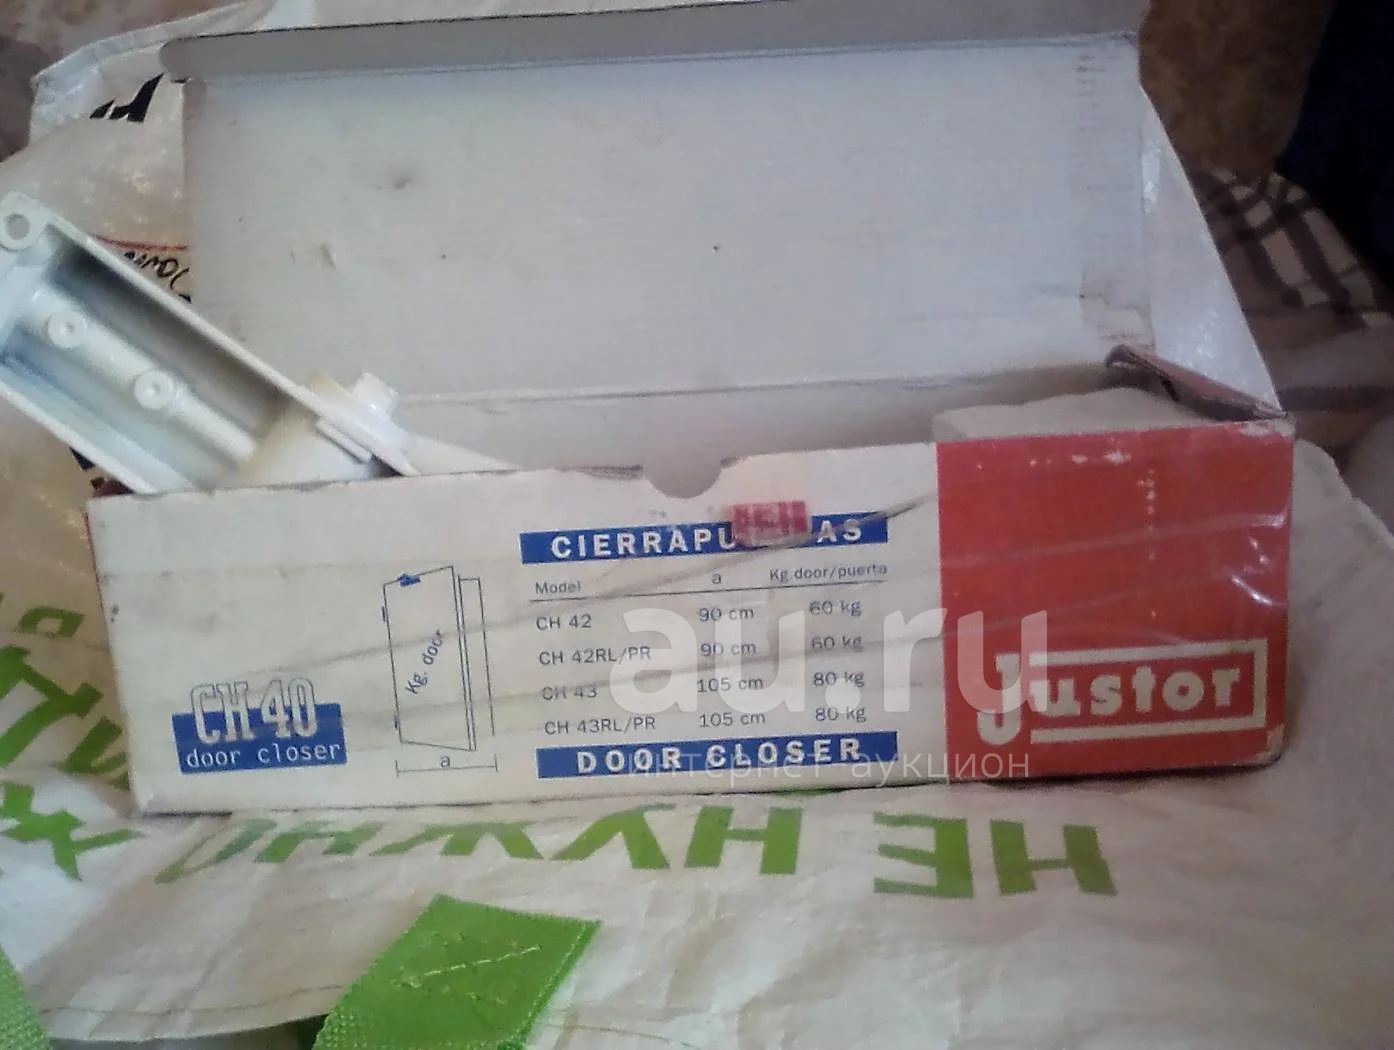 CIERRAPU AS
Model a Kg.door/puerta
CH 42 90 cm 60 kg
CH 42RL/PR 90 cm 60 kg
CH 43 105 cm 80 kg
CH 43RL/PR 105 cm 80 kg
DOOR CLOSER
Kg. door
a
CH 40
door closer
Justor
au.ru
Интернет-аукцион
НЕ НУЖНО